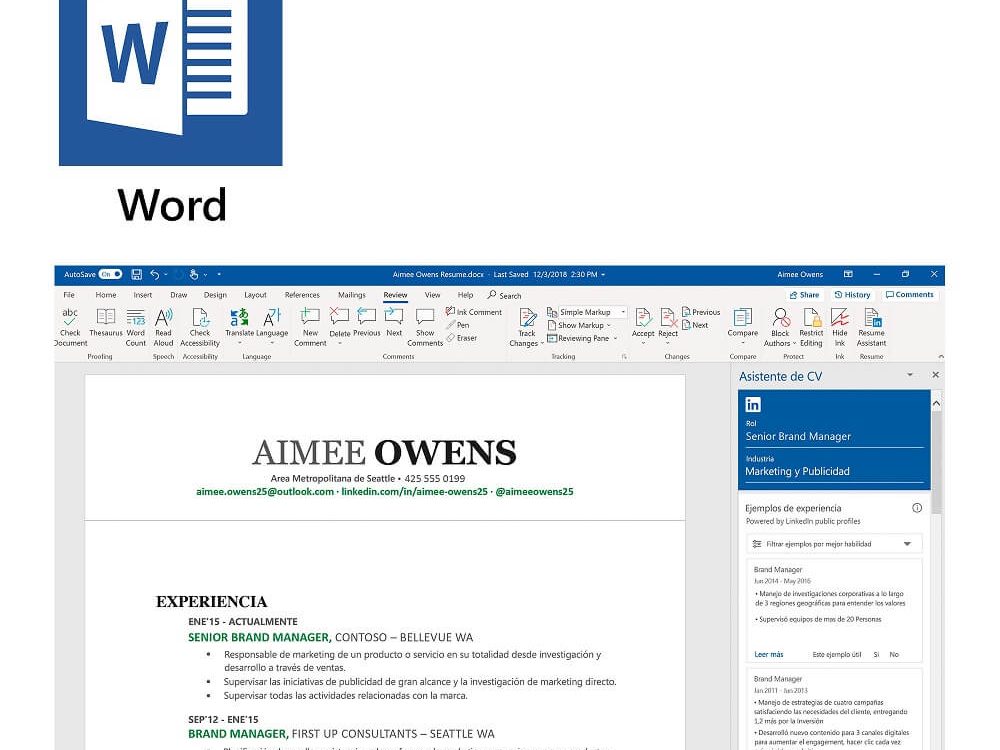 W
Word
AutoSave On Aimee Owens Resume.docx - Last Saved 12/3/2018 2:30 PM Aimee Owens
File Home Insert Draw Design Layout References Mailings Review View Help Search Share History Comments
abc 123
Check Document Thesaurus Word Count Read Aloud Check Accessibility Translate Language New Comment Delete Previous Next Show Comments Ink Comment Pen Eraser Track Changes Simple Markup Show Markup Reviewing Pane Accept Reject Previous Next Compare Block Authors Restrict Editing Hide Ink Resume Assistant
Proofing Speech Accessibility Language Comments Tracking Changes Compare Protect Ink Resume
AIMEE OWENS
Area Metropolitana de Seattle • 425 555 0199
aimee.owens25@outlook.com · linkedin.com/in/aimee-owens25 · @aimeeowens25
EXPERIENCIA
ENE'15 - ACTUALMENTE
SENIOR BRAND MANAGER, CONTOSO – BELLEVUE WA
• Responsable de marketing de un producto o servicio en su totalidad desde investigación y
desarrollo a través de ventas.
• Supervisar las iniciativas de publicidad de gran alcance y la investigación de marketing directo.
• Supervisar todas las actividades relacionadas con la marca.
SEP'12 - ENE'15
BRAND MANAGER, FIRST UP CONSULTANTS – SEATTLE WA
Asistente de CV
in
Rol
Senior Brand Manager
Industria
Marketing y Publicidad
Ejemplos de experiencia
Powered by LinkedIn public profiles
Filtrar ejemplos por mejor habilidad
Brand Manager
Jun 2014 - May 2016
• Manejo de investigaciones corporativas a lo largo
de 3 regiones geográficas para entender los valores
• Supervisó equipos de mas de 20 Personas
Leer más Este ejemplo útil Si No
Brand Manager
Jan 2011 - Jun 2013
• Manejo de estrategias de cuatro campañas
satisfaciendo las necesidades del cliente, entregando
1,2 más por la inversión
• Desarrolló nuevo contenido para 3 canales digitales
para aumentar el engagement, hacer clic cada vez